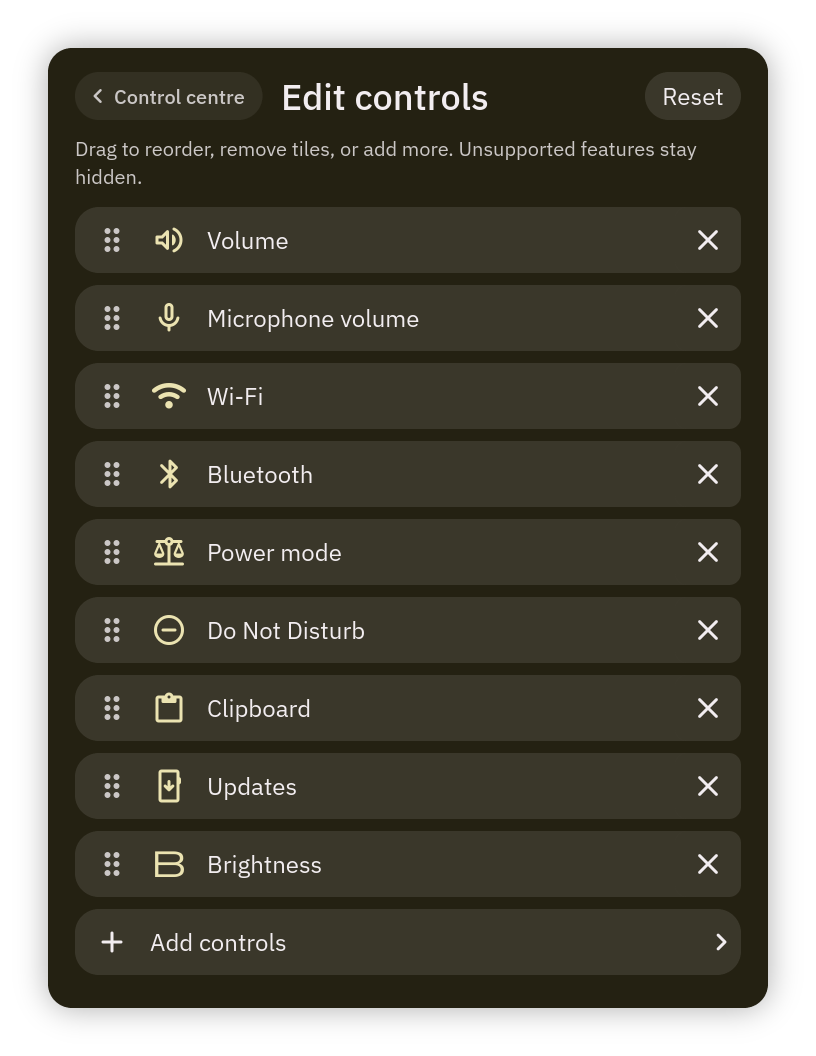 Control centre
Edit controls
Reset
Drag to reorder, remove tiles, or add more. Unsupported features stay
hidden.
Volume
Microphone volume
Wi-Fi
Bluetooth
Power mode
Do Not Disturb
Clipboard
Updates
Brightness
Add controls